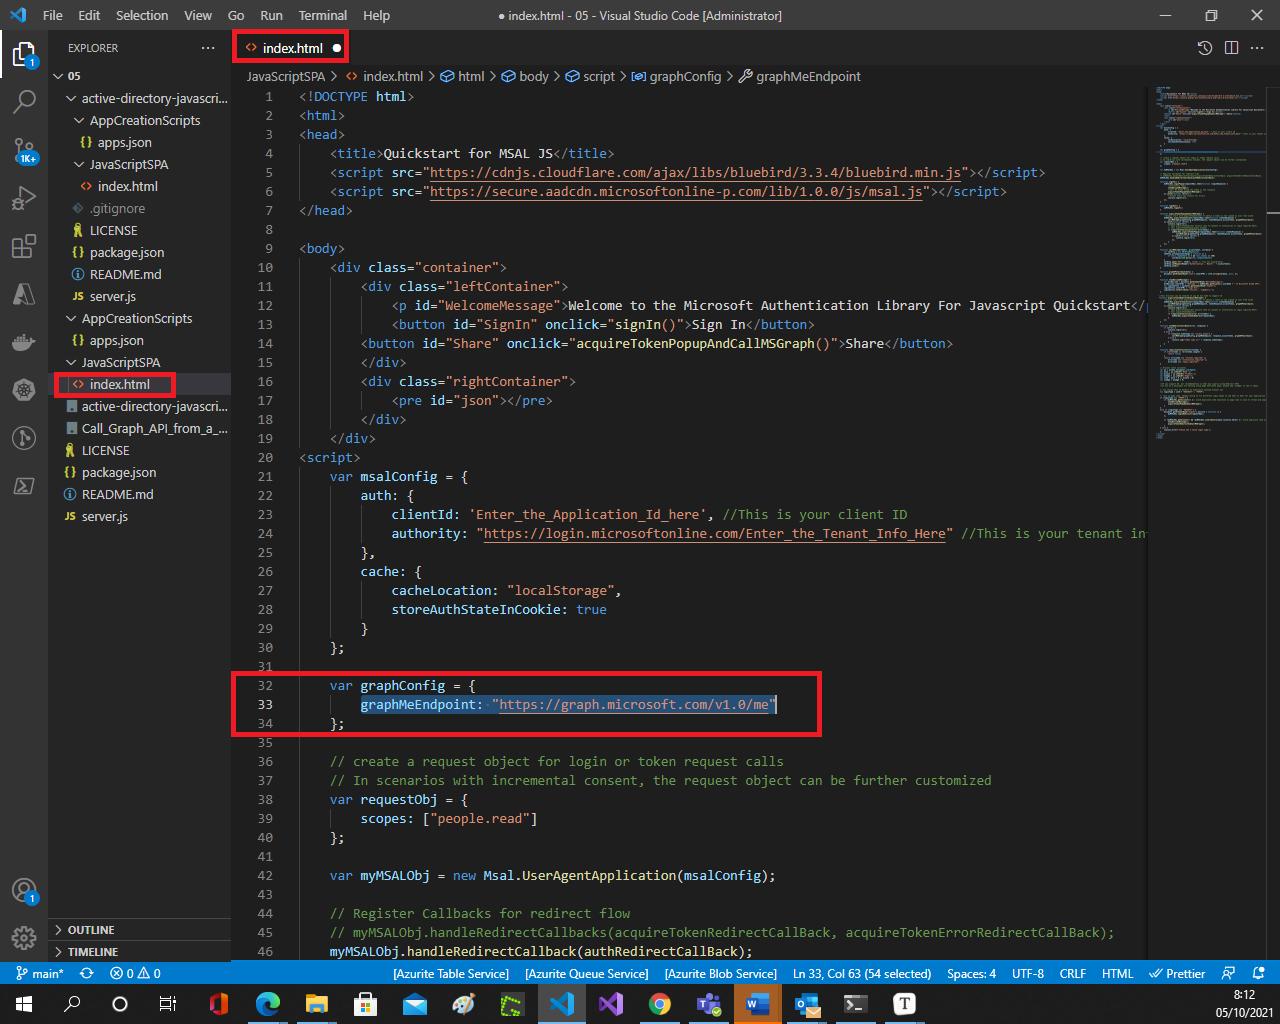 File Edit Selection View Go Run Terminal Help
● index.html - 05 - Visual Studio Code [Administrator]
EXPLORER ···
05
active-directory-javascri...
AppCreationScripts
{} apps.json
JavaScriptSPA
<> index.html
.gitignore
LICENSE
{} package.json
README.md
JS server.js
AppCreationScripts
{} apps.json
JavaScriptSPA
<> index.html
active-directory-javascri...
Call_Graph_API_from_a_...
LICENSE
{} package.json
README.md
JS server.js
OUTLINE
TIMELINE
1
1K+
1
<> index.html ●
JavaScriptSPA > <> index.html > html > body > script > graphConfig > graphMeEndpoint
1 <!DOCTYPE html>
2 <html>
3 <head>
4 <title>Quickstart for MSAL JS</title>
5 <script src="https://cdnjs.cloudflare.com/ajax/libs/bluebird/3.3.4/bluebird.min.js"></script>
6 <script src="https://secure.aadcdn.microsoftonline-p.com/lib/1.0.0/js/msal.js"></script>
7 </head>
8
9 <body>
10 <div class="container">
11 <div class="leftContainer">
12 <p id="WelcomeMessage">Welcome to the Microsoft Authentication Library For Javascript Quickstart</p
13 <button id="SignIn" onclick="signIn()">Sign In</button>
14 <button id="Share" onclick="acquireTokenPopupAndCallMSGraph()">Share</button>
15 </div>
16 <div class="rightContainer">
17 <pre id="json"></pre>
18 </div>
19 </div>
20 <script>
21 var msalConfig = {
22 auth: {
23 clientId: 'Enter_the_Application_Id_here', //This is your client ID
24 authority: "https://login.microsoftonline.com/Enter_the_Tenant_Info_Here" //This is your tenant in
25 },
26 cache: {
27 cacheLocation: "localStorage",
28 storeAuthStateInCookie: true
29 }
30 };
31
32 var graphConfig = {
33 graphMeEndpoint: "https://graph.microsoft.com/v1.0/me"
34 };
35
36 // create a request object for login or token request calls
37 // In scenarios with incremental consent, the request object can be further customized
38 var requestObj = {
39 scopes: ["people.read"]
40 };
41
42 var myMSALObj = new Msal.UserAgentApplication(msalConfig);
43
44 // Register Callbacks for redirect flow
45 // myMSALObj.handleRedirectCallbacks(acquireTokenRedirectCallBack, acquireTokenErrorRedirectCallBack);
46 myMSALObj.handleRedirectCallback(authRedirectCallBack);
main* 0 0 [Azurite Table Service] [Azurite Queue Service] [Azurite Blob Service] Ln 33, Col 63 (54 selected) Spaces: 4 UTF-8 CRLF HTML Prettier
8:12
05/10/2021